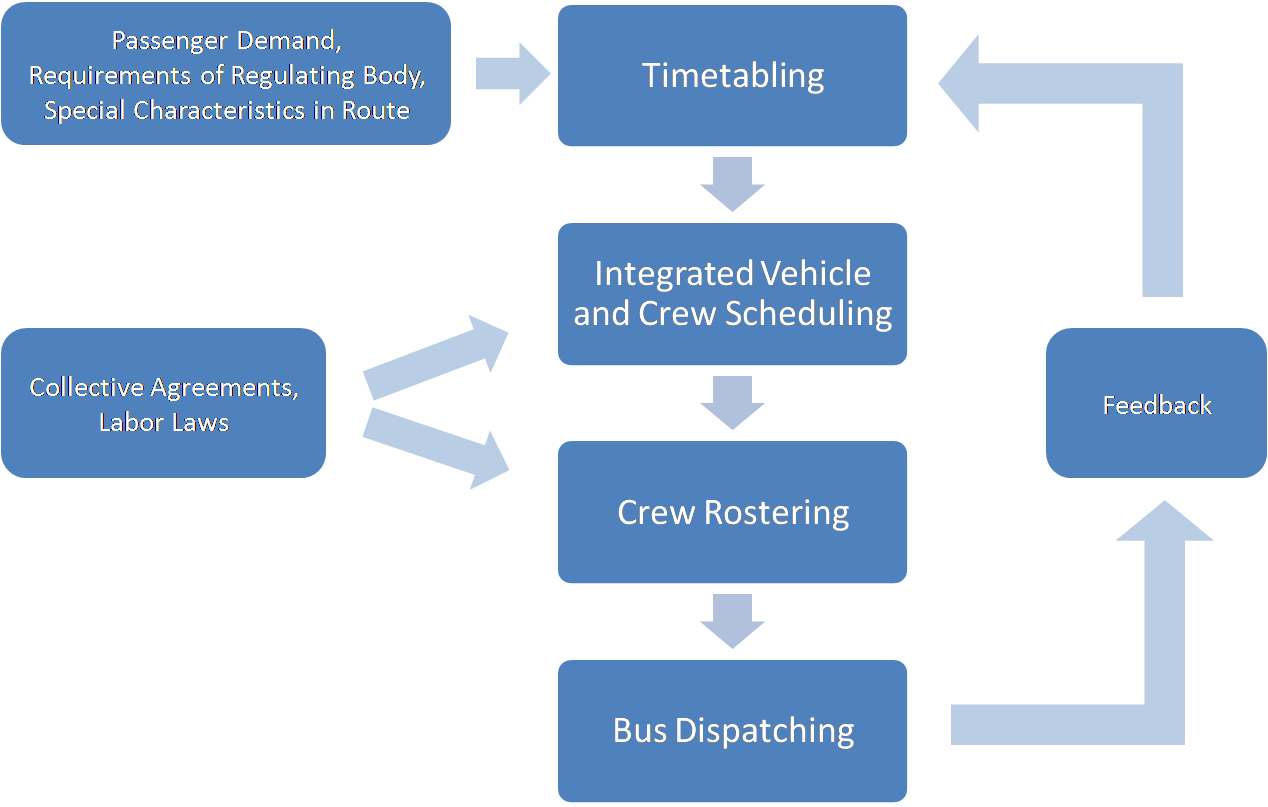 Passenger Demand,
Requirements of Regulating Body,
Special Characteristics in Route
Timetabling
Integrated Vehicle
and Crew Scheduling
Collective Agreements,
Labor Laws
Feedback
Crew Rostering
Bus Dispatching